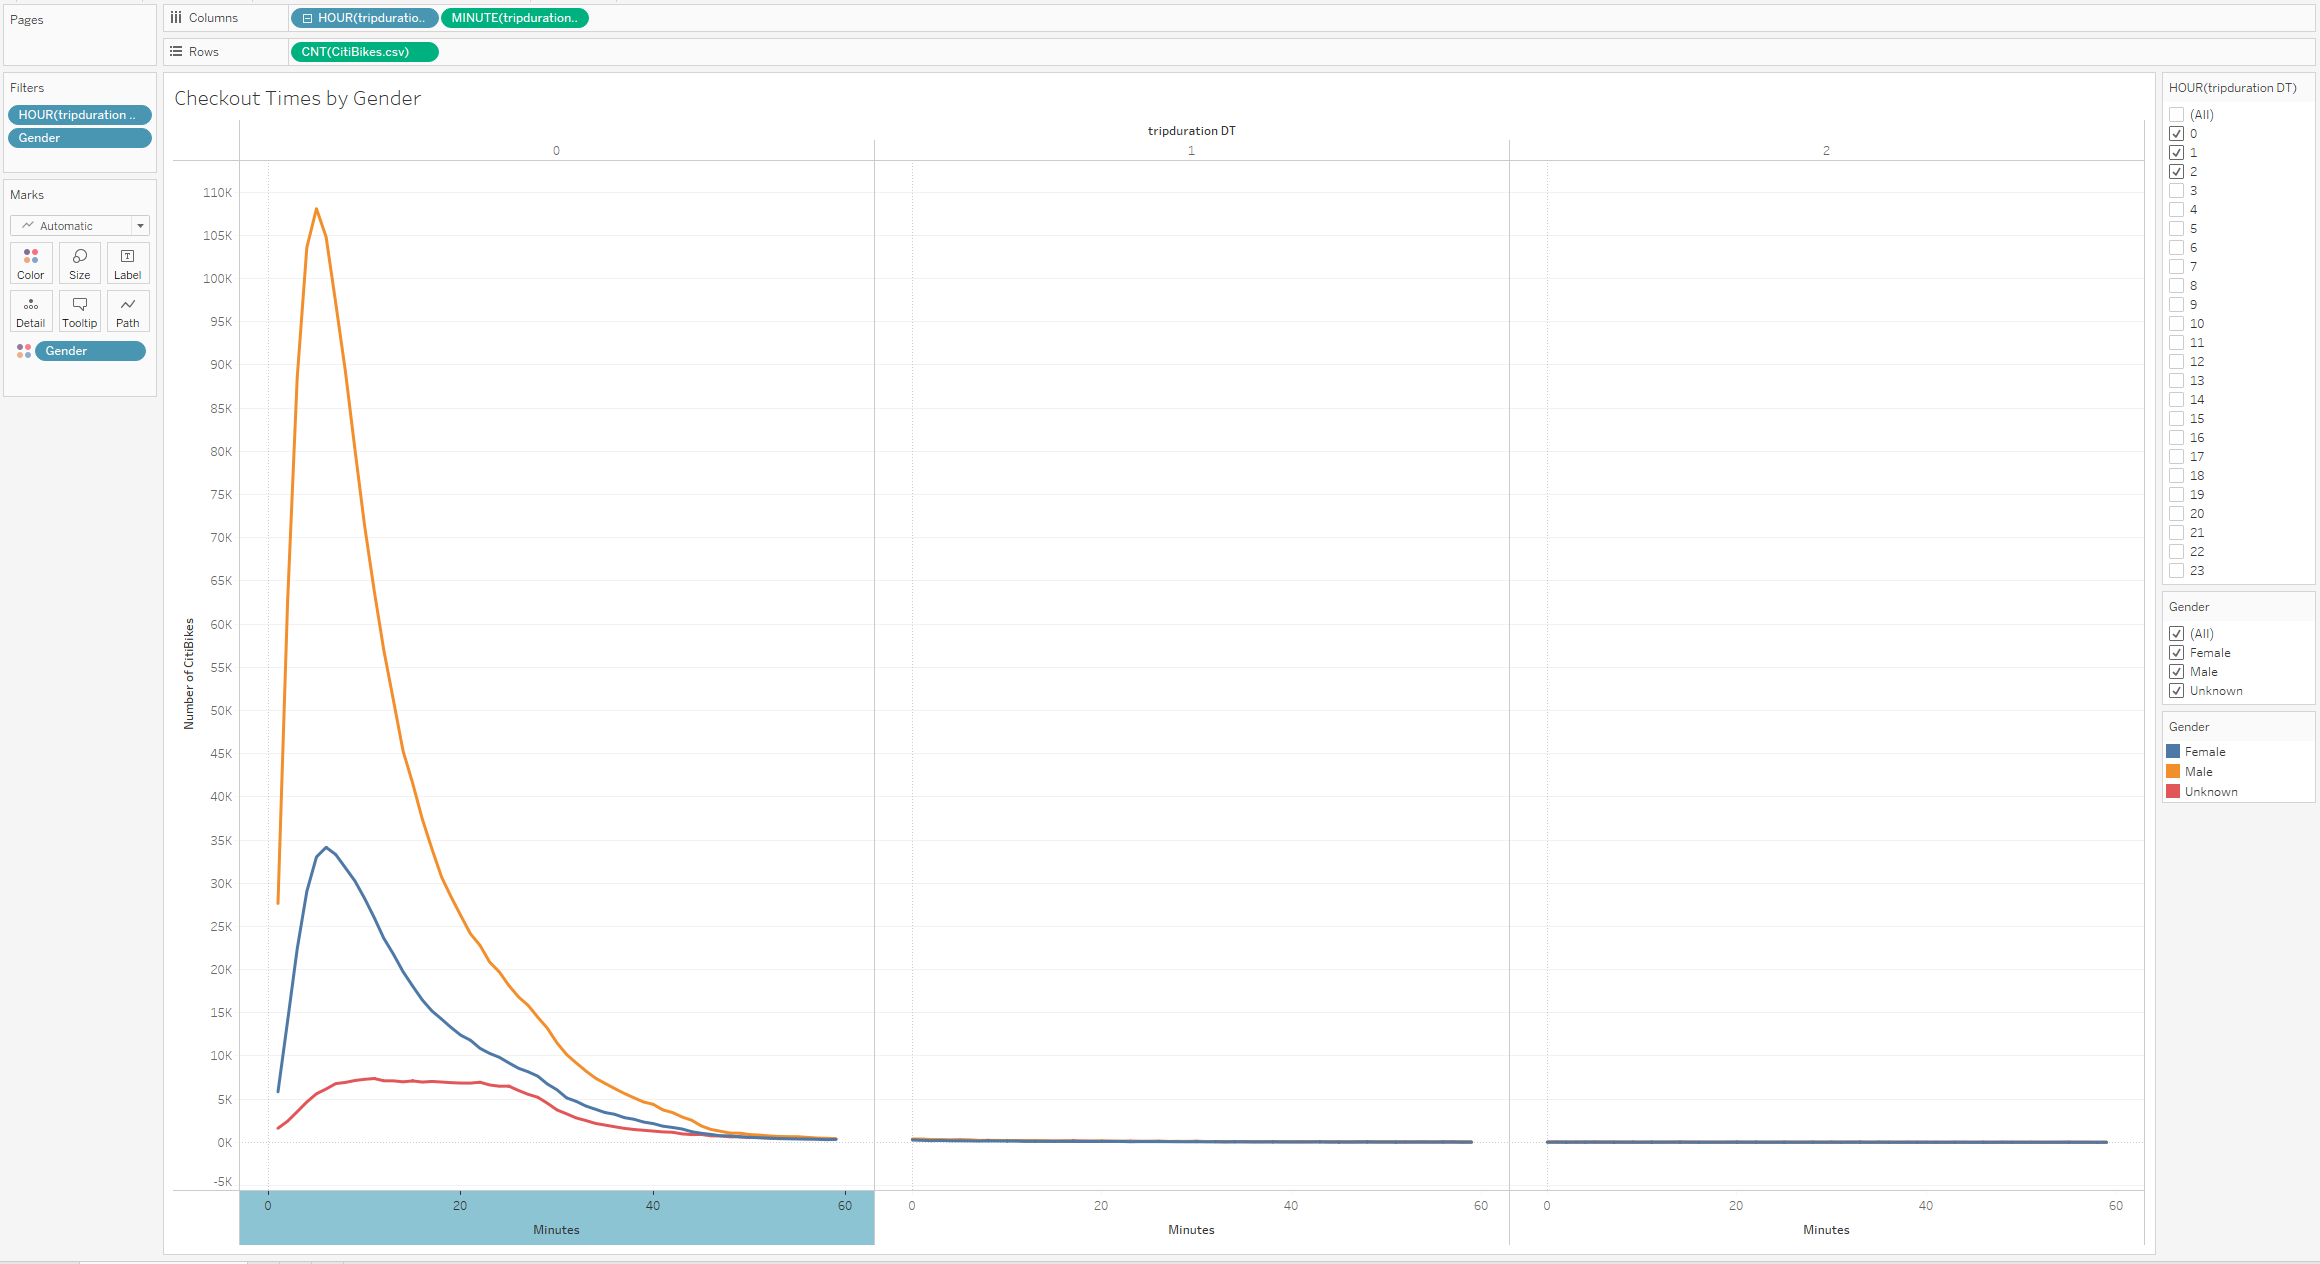 Pages
Columns
HOUR(tripduratio..
MINUTE(tripduration..
Rows
CNT(CitiBikes.csv)
Filters
HOUR(tripduration ..
Gender
Marks
Automatic
Color
Size
Label
Detail
Tooltip
Path
Gender
Checkout Times by Gender
tripduration DT
0
1
2
Number of CitiBikes
110K
105K
100K
95K
90K
85K
80K
75K
70K
65K
60K
55K
50K
45K
40K
35K
30K
25K
20K
15K
10K
5K
0K
-5K
0 20 40 60
Minutes
0 20 40 60
Minutes
0 20 40 60
Minutes
HOUR(tripduration DT)
(All)
0
1
2
3
4
5
6
7
8
9
10
11
12
13
14
15
16
17
18
19
20
21
22
23
Gender
(All)
Female
Male
Unknown
Gender
Female
Male
Unknown